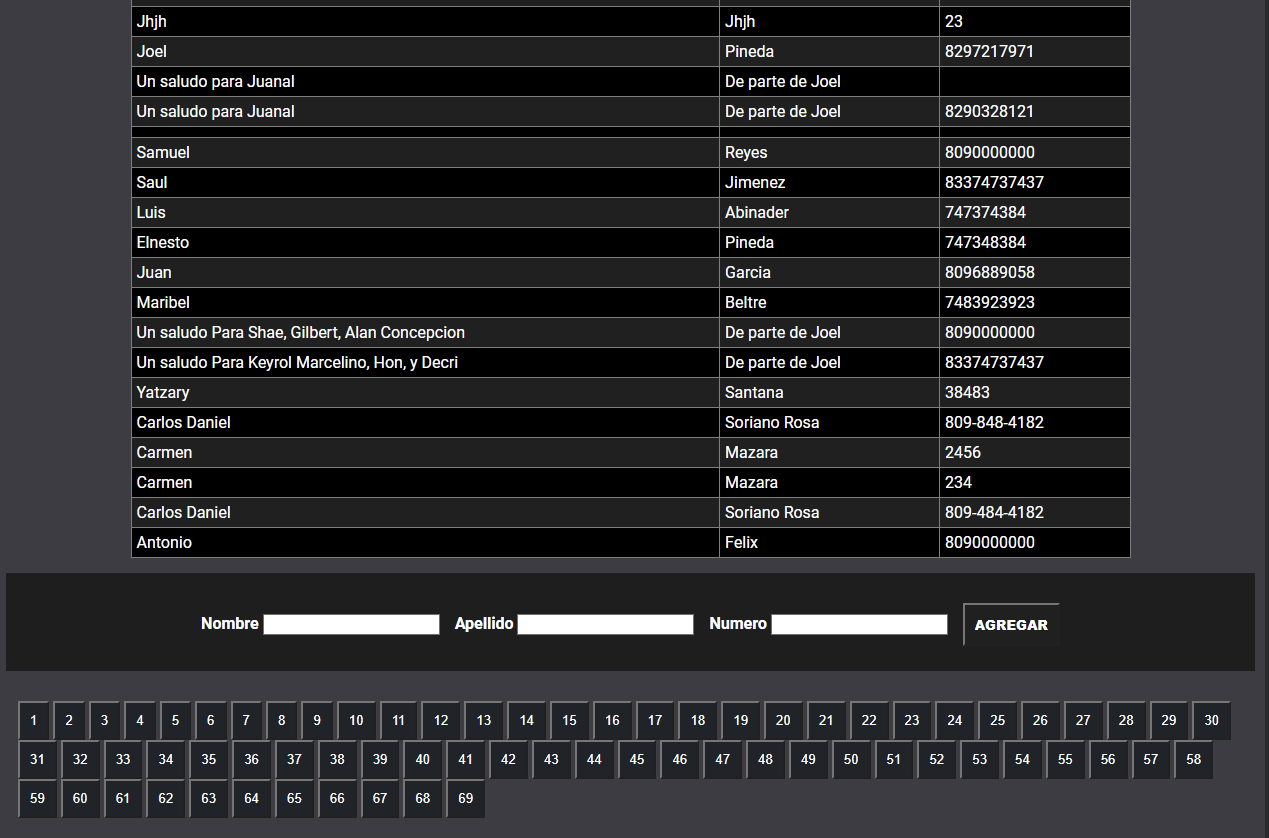 Jhjh Jhjh 23
Joel Pineda 8297217971
Un saludo para Juanal De parte de Joel
Un saludo para Juanal De parte de Joel 8290328121
Samuel Reyes 8090000000
Saul Jimenez 83374737437
Luis Abinader 747374384
Elnesto Pineda 747348384
Juan Garcia 8096889058
Maribel Beltre 7483923923
Un saludo Para Shae, Gilbert, Alan Concepcion De parte de Joel 8090000000
Un saludo Para Keyrol Marcelino, Hon, y Decri De parte de Joel 83374737437
Yatzary Santana 38483
Carlos Daniel Soriano Rosa 809-848-4182
Carmen Mazara 2456
Carmen Mazara 234
Carlos Daniel Soriano Rosa 809-484-4182
Antonio Felix 8090000000
Nombre Apellido Numero AGREGAR
1 2 3 4 5 6 7 8 9 10 11 12 13 14 15 16 17 18 19 20 21 22 23 24 25 26 27 28 29 30
31 32 33 34 35 36 37 38 39 40 41 42 43 44 45 46 47 48 49 50 51 52 53 54 55 56 57 58
59 60 61 62 63 64 65 66 67 68 69